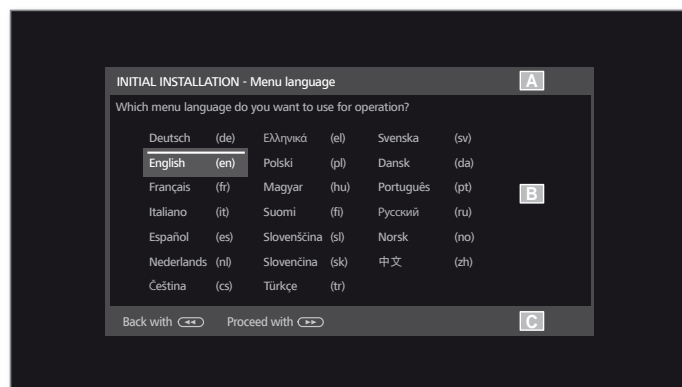 INITIAL INSTALLATION - Menu language A
Which menu language do you want to use for operation?
Deutsch (de) Ελληνικά (el) Svenska (sv)
English (en) Polski (pl) Dansk (da)
Français (fr) Magyar (hu) Português (pt)
B
Italiano (it) Suomi (fi) Русский (ru)
Español (es) Slovenščina (sl) Norsk (no)
Nederlands (nl) Slovenčina (sk) 中文 (zh)
Čeština (cs) Türkçe (tr)
Back with ◀◀ Proceed with ▶▶ C